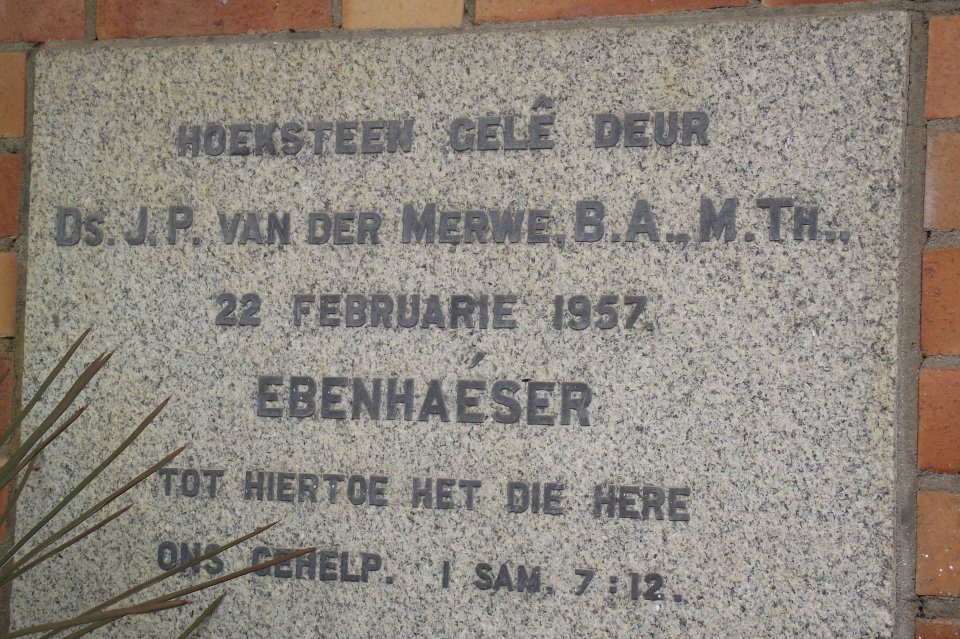 HOEKSTEEN GELÊ DEUR
Ds. J. P. VAN DER MERWE, B.A., M.TH.,
22 FEBRUARIE 1957.
EBENHAÉSER
TOT HIERTOE HET DIE HERE
ONS GEHELP. I SAM. 7:12.